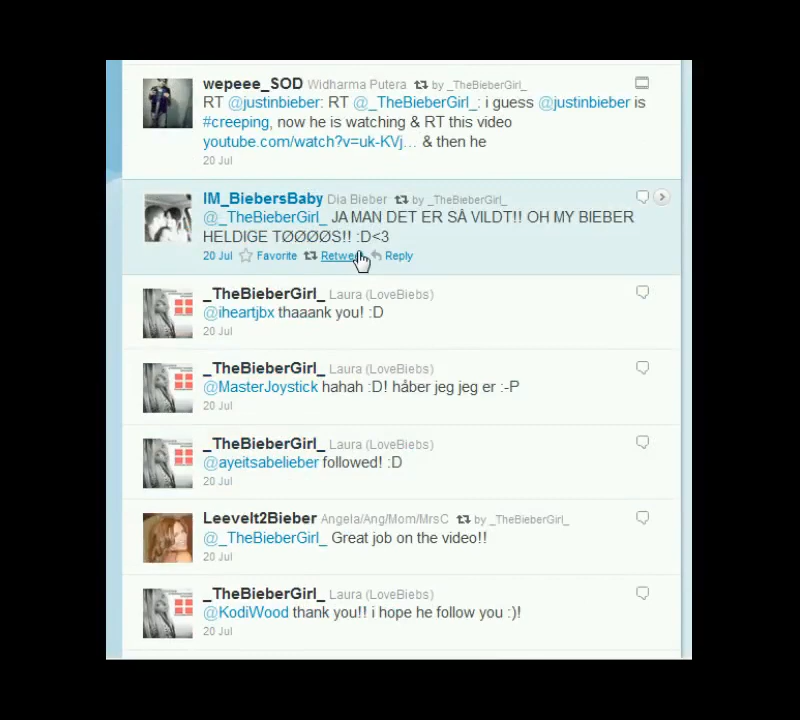 wepeee_SOD Widharma Putera by _TheBieberGirl_
RT @justinbieber: RT @_TheBieberGirl_: i guess @justinbieber is
#creeping, now he is watching & RT this video
youtube.com/watch?v=uk-KVj... & then he
20 Jul
IM_BiebersBaby Dia Bieber by _TheBieberGirl_
@_TheBieberGirl_ JA MAN DET ER SÅ VILDT!! OH MY BIEBER
HELDIGE TØØØØS!! :D<3
20 Jul Favorite Retweet Reply
_TheBieberGirl_ Laura (LoveBiebs)
@iheartjbx thaaank you! :D
20 Jul
_TheBieberGirl_ Laura (LoveBiebs)
@MasterJoystick hahah :D! håber jeg jeg er :-P
20 Jul
_TheBieberGirl_ Laura (LoveBiebs)
@ayeitsabelieber followed! :D
20 Jul
LeeveIt2Bieber Angela/Ang/Mom/MrsC by _TheBieberGirl_
@_TheBieberGirl_ Great job on the video!!
20 Jul
_TheBieberGirl_ Laura (LoveBiebs)
@KodiWood thank you!! i hope he follow you :)!
20 Jul